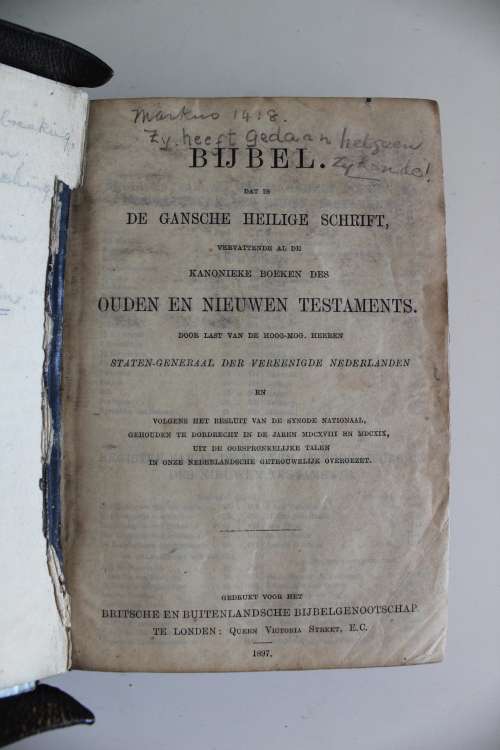 breaking,
Markus 14:8.
Zy heeft gedaan hetgeen
zy konde!
BIJBEL.
DAT IS
DE GANSCHE HEILIGE SCHRIFT,
VERVATTENDE AL DE
KANONIEKE BOEKEN DES
OUDEN EN NIEUWEN TESTAMENTS.
DOOR LAST VAN DE HOOG-MOG. HEEREN
STATEN-GENERAAL DER VEREENIGDE NEDERLANDEN
EN
VOLGENS HET BESLUIT VAN DE SYNODE NATIONAAL,
GEHOUDEN TE DORDRECHT IN DE JAREN MDCXVIII EN MDCXIX,
UIT DE OORSPRONKELIJKE TALEN
IN ONZE NEDERLANDSCHE GETROUWELIJK OVERGEZET.
GEDRUKT VOOR HET
BRITSCHE EN BUITENLANDSCHE BIJBELGENOOTSCHAP
TE LONDEN: QUEEN VICTORIA STREET, E.C.
1897.